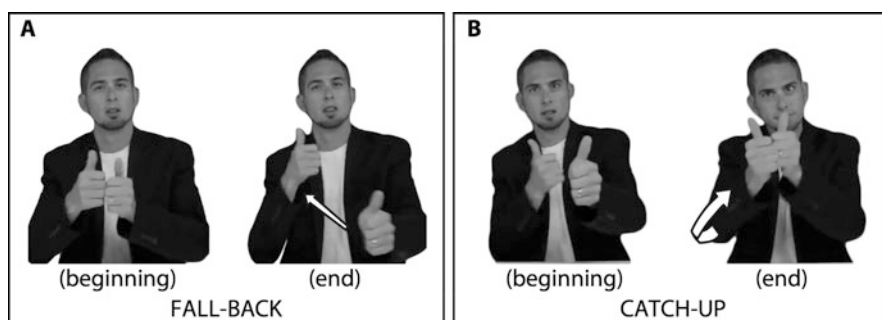 A
B
(beginning) (end)
(beginning) (end)
FALL-BACK
CATCH-UP